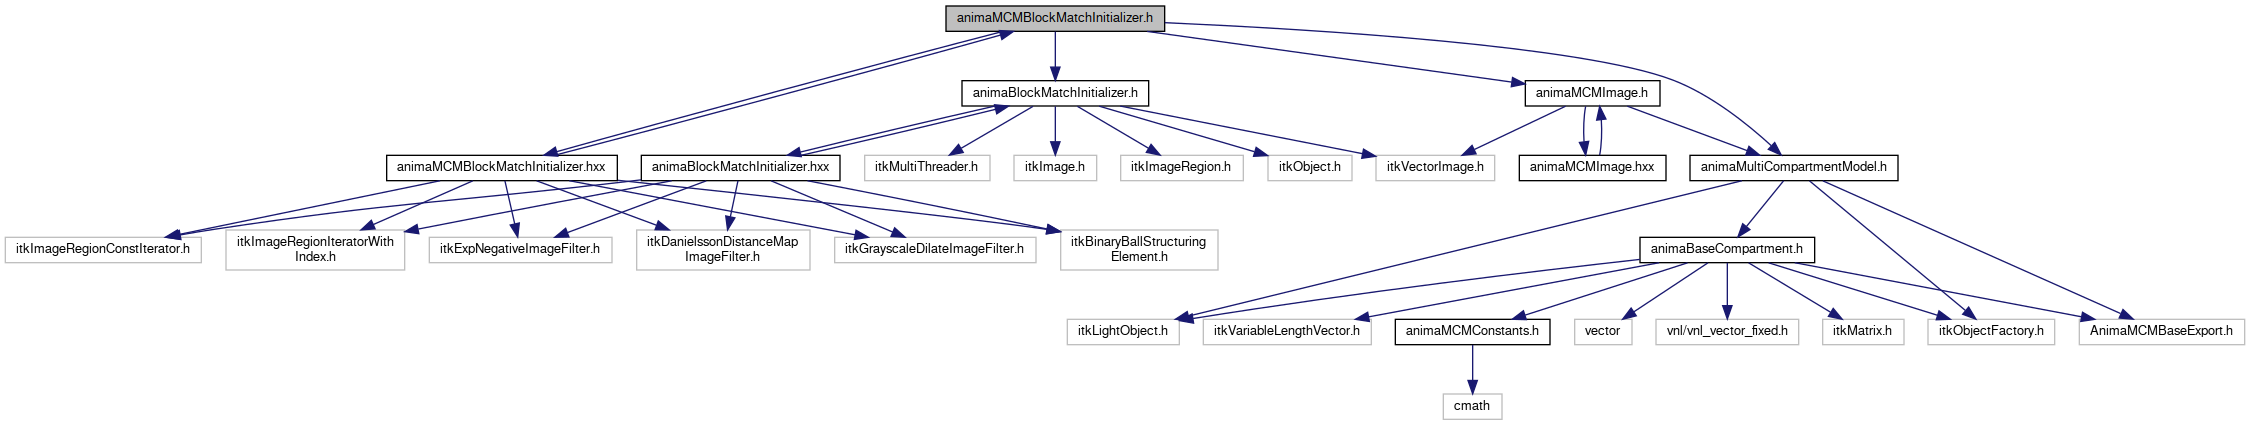 animaMCMBlockMatchInitializer.h
animaBlockMatchInitializer.h
animaMCMImage.h
animaMCMBlockMatchInitializer.hxx
animaBlockMatchInitializer.hxx
itkMultiThreader.h
itkImage.h
itkImageRegion.h
itkObject.h
itkVectorImage.h
animaMCMImage.hxx
animaMultiCompartmentModel.h
itkImageRegionConstIterator.h
itkImageRegionIteratorWith
Index.h
itkExpNegativeImageFilter.h
itkDanielssonDistanceMap
ImageFilter.h
itkGrayscaleDilateImageFilter.h
itkBinaryBallStructuring
Element.h
animaBaseCompartment.h
itkLightObject.h
itkVariableLengthVector.h
animaMCMConstants.h
vector
vnl/vnl_vector_fixed.h
itkMatrix.h
itkObjectFactory.h
AnimaMCMBaseExport.h
cmath